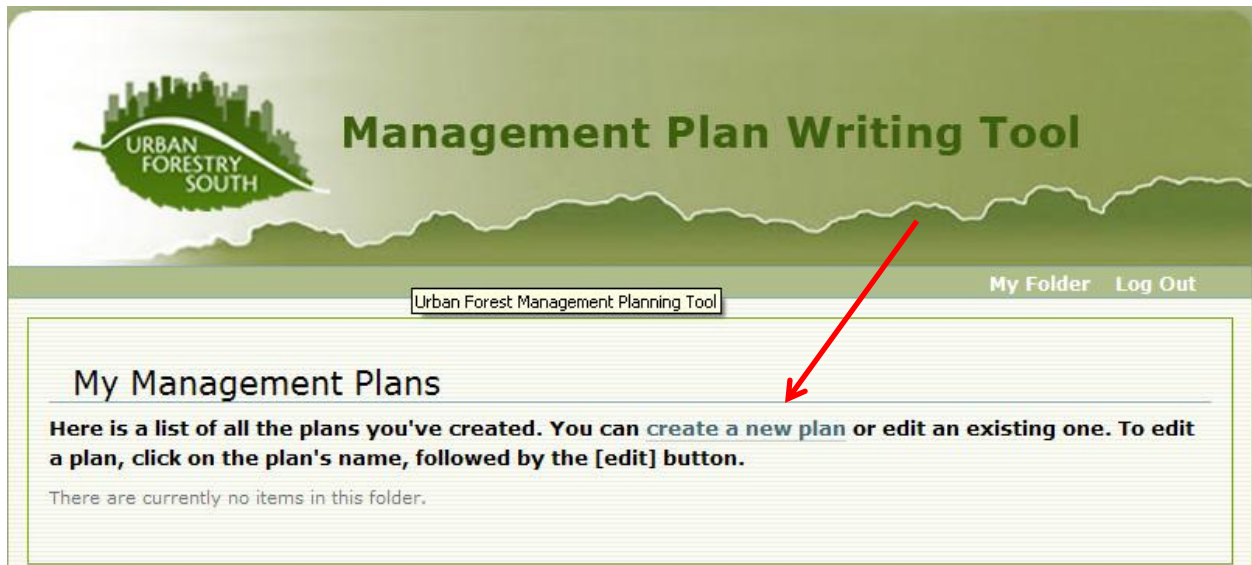 URBAN
FORESTRY
SOUTH
Management Plan Writing Tool
My Folder Log Out
Urban Forest Management Planning Tool
My Management Plans
Here is a list of all the plans you've created. You can create a new plan or edit an existing one. To edit
a plan, click on the plan's name, followed by the [edit] button.
There are currently no items in this folder.